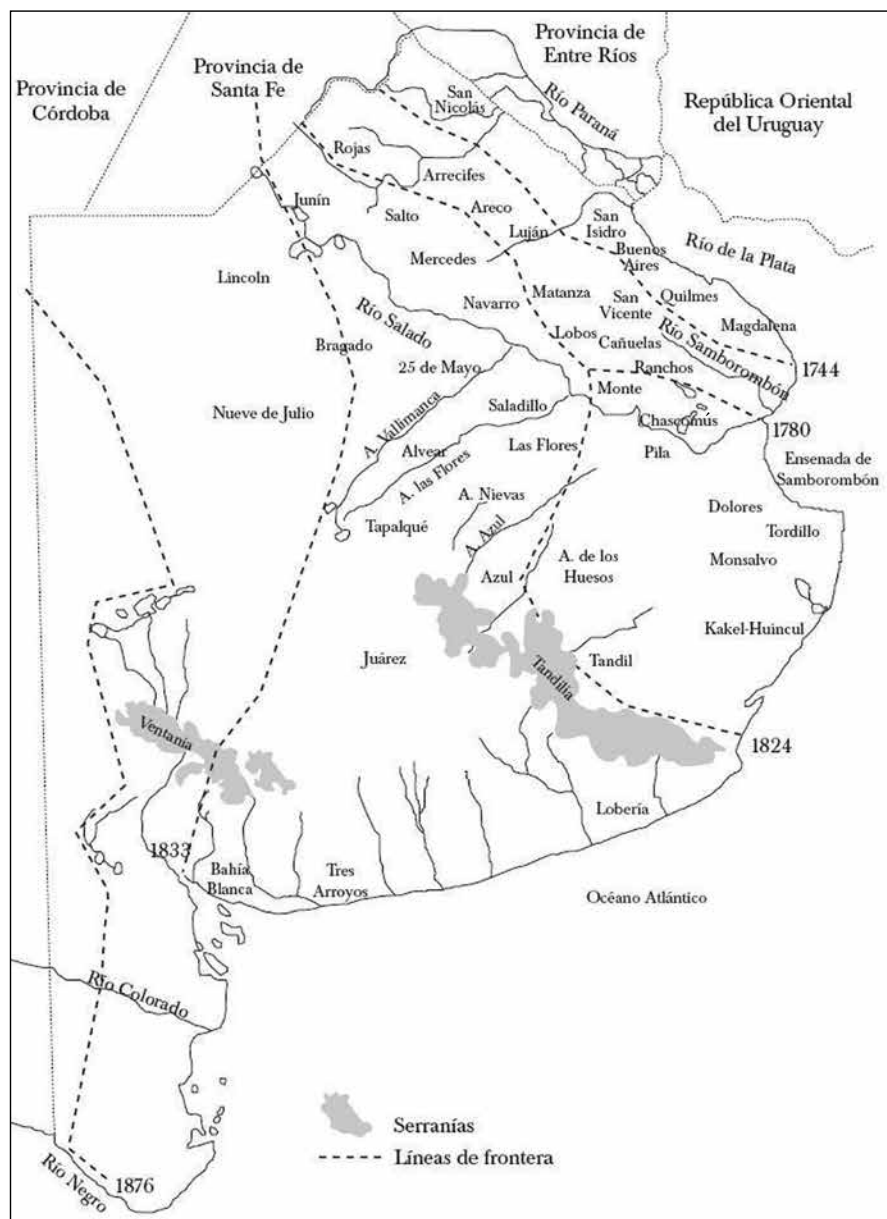 Provincia de
Entre Ríos
Provincia de
Córdoba
Provincia de
Santa Fe
República Oriental
del Uruguay
Río Paraná
San
Nicolás
Rojas
Arrecifes
Junín
Salto
Areco
Luján
San
Isidro
Río de la Plata
Buenos
Aires
Mercedes
Lincoln
Matanza
Quilmes
San
Vicente
Navarro
Magdalena
Río Salado
Río Samborombón
Lobos
Cañuelas
Bragado
25 de Mayo
Ranchos
1744
Monte
Nueve de Julio
A. Vallimanca
Saladillo
Chascomús
1780
Alvear
A. las Flores
Las Flores
Pila
Ensenada de
Samborombón
A. Nievas
Dolores
Tapalqué
A. Azul
Tordillo
Azul
A. de los
Huesos
Monsalvo
Kakel-Huincul
Juárez
Tandilia
Tandil
Ventanía
1824
Lobería
1833
Bahía
Blanca
Tres
Arroyos
Océano Atlántico
Río Colorado
Serranías
Líneas de frontera
Río Negro
1876